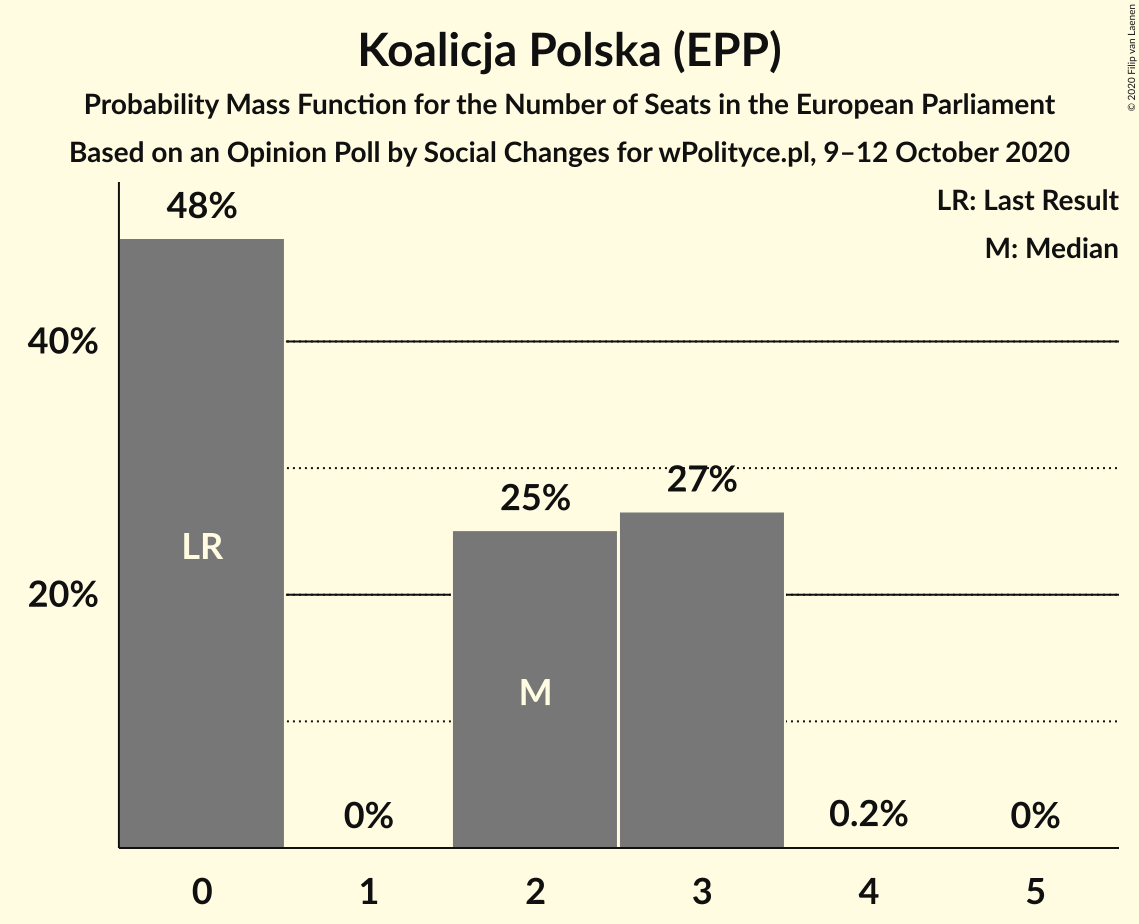 Koalicja Polska (EPP)
Probability Mass Function for the Number of Seats in the European Parliament
Based on an Opinion Poll by Social Changes for wPolityce.pl, 9–12 October 2020
© 2020 Filip van Laenen
LR: Last Result
M: Median
48%
40%
27%
25%
LR
20%
M
0%
0.2%
0%
0 1 2 3 4 5